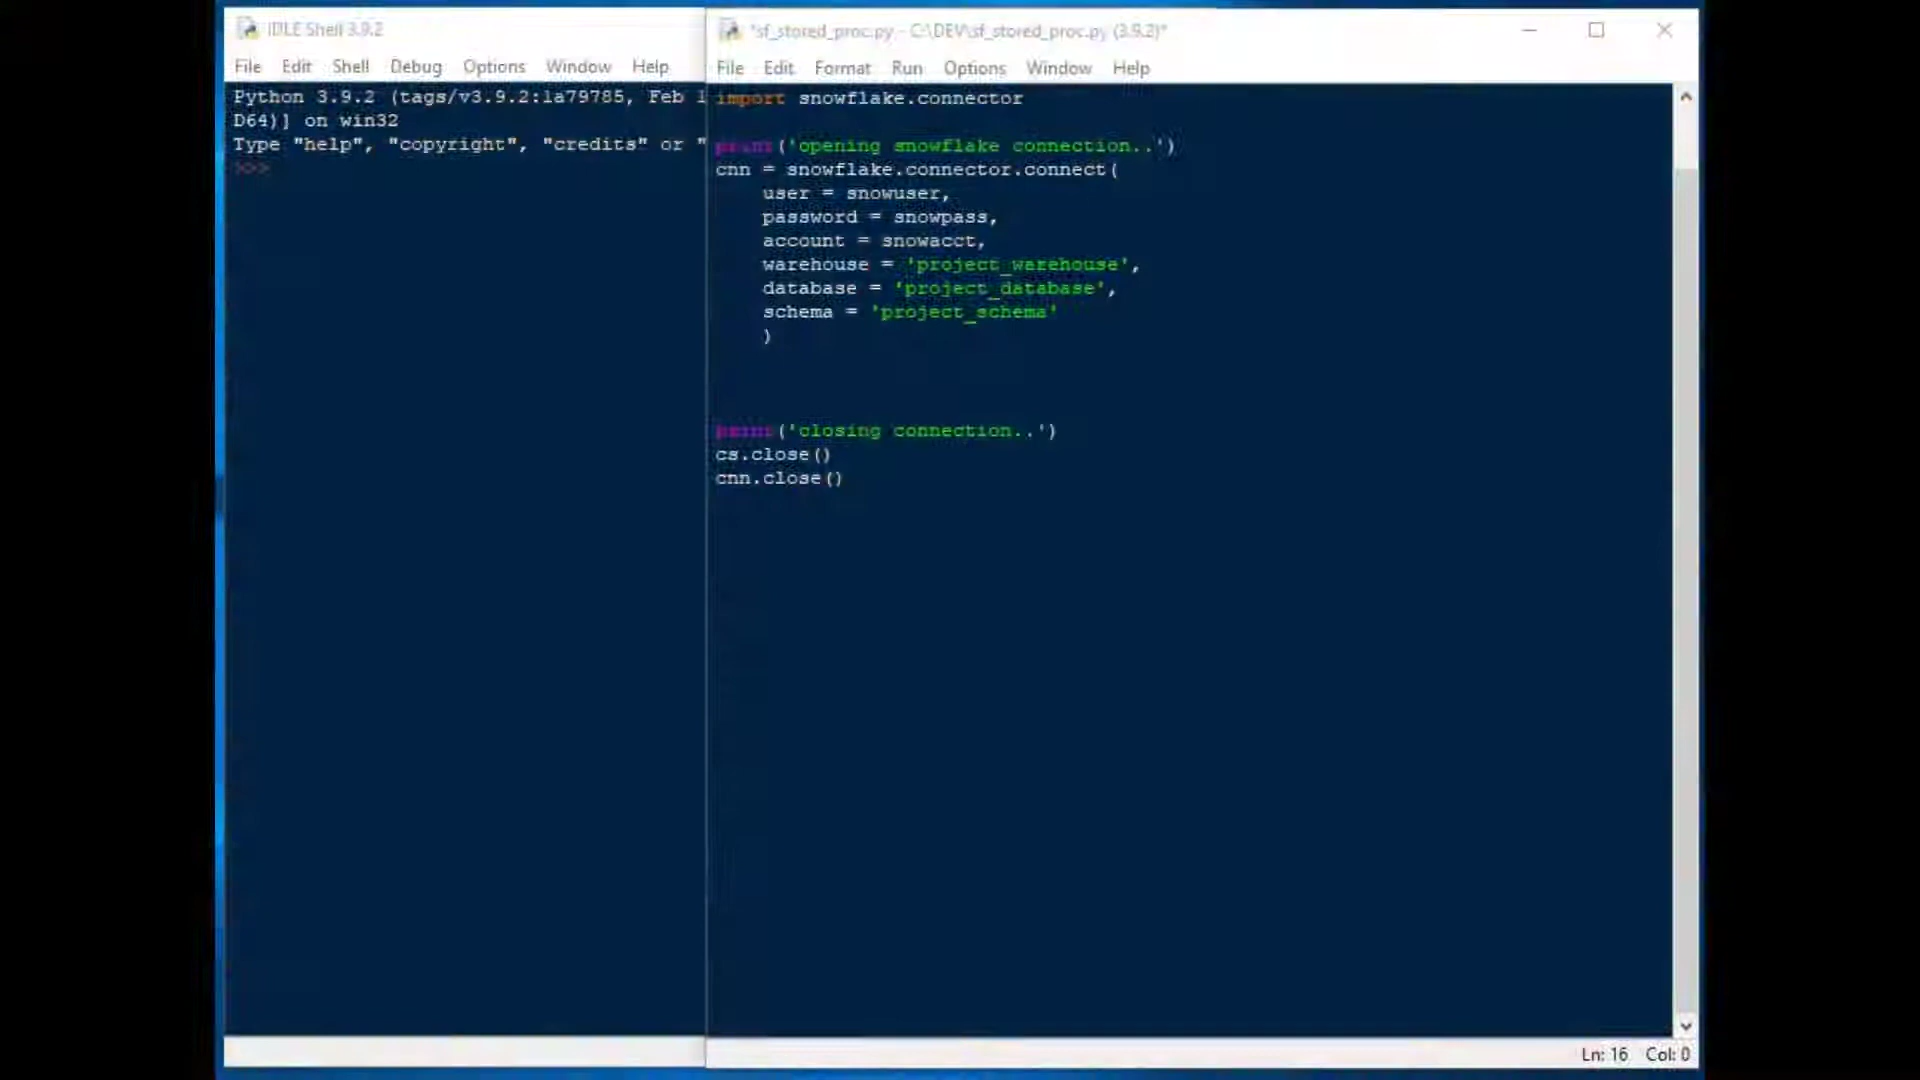 IDLE Shell 3.9.2
File Edit Shell Debug Options Window Help
Python 3.9.2 (tags/v3.9.2:1a79785, Feb 1
D64)] on win32
Type "help", "copyright", "credits" or "
>>>
*sf_stored_proc.py - C:\DEV\sf_stored_proc.py (3.9.2)*
File Edit Format Run Options Window Help
import snowflake.connector
print('opening snowflake connection..')
cnn = snowflake.connector.connect(
user = snowuser,
password = snowpass,
account = snowacct,
warehouse = 'project_warehouse',
database = 'project_database',
schema = 'project_schema'
)
print('closing connection..')
cs.close()
cnn.close()
Ln: 16 Col: 0